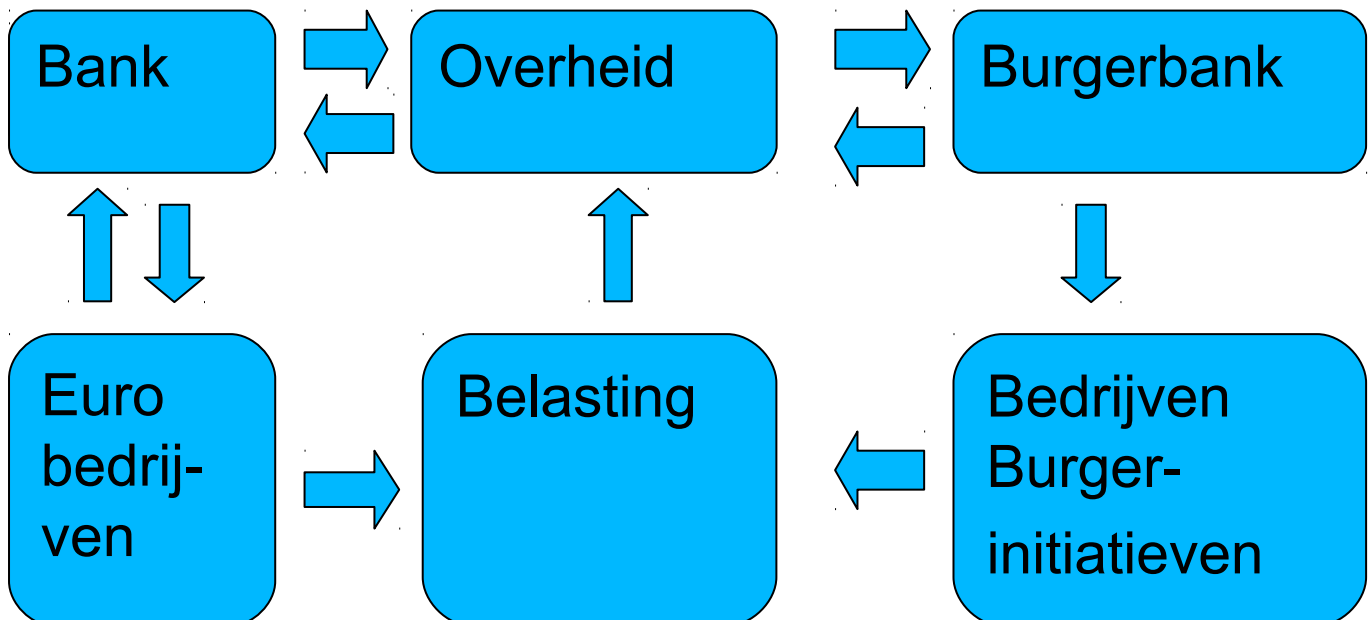 Bank
Overheid
Burgerbank
Euro
bedrij-
ven
Belasting
Bedrijven
Burger-
initiatieven